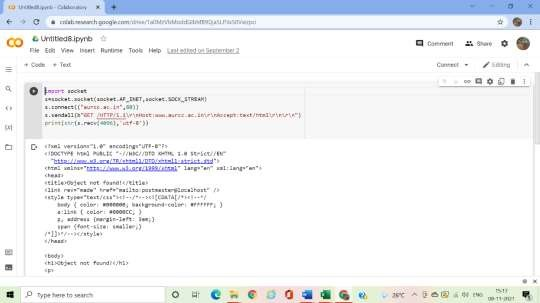 Untitled8.ipynb - Colaboratory
colab.research.google.com/drive/
Untitled8.ipynb
File Edit View Insert Runtime Tools Help Last edited on September 2
Comment Share
+ Code + Text
Connect Editing
import socket
s=socket.socket(socket.AF_INET,socket.SOCK_STREAM)
s.connect(("aurcc.ac.in",80))
s.sendall(b"GET /HTTP/1.1\r\nHost:www.aurcc.ac.in\r\nAccept:text/html\r\n\r\n")
print(str(s.recv(4096),'utf-8'))
<?xml version="1.0" encoding="UTF-8"?>
<!DOCTYPE html PUBLIC "-//W3C//DTD XHTML 1.0 Strict//EN"
"http://www.w3.org/TR/xhtml1/DTD/xhtml1-strict.dtd">
<html xmlns="http://www.w3.org/1999/xhtml" lang="en" xml:lang="en">
<head>
<title>Object not found!</title>
<link rev="made" href="mailto:postmaster@localhost" />
<style type="text/css"><!--/*--><![CDATA[/*><!--*/
body { color: #000000; background-color: #FFFFFF; }
a:link { color: #0000CC; }
p, address {margin-left: 3em;}
span {font-size: smaller;}
/*]]>*/--></style>
</head>
<body>
<h1>Object not found!</h1>
<p>
Type here to search
26°C
ENG
15:17
08-11-2021